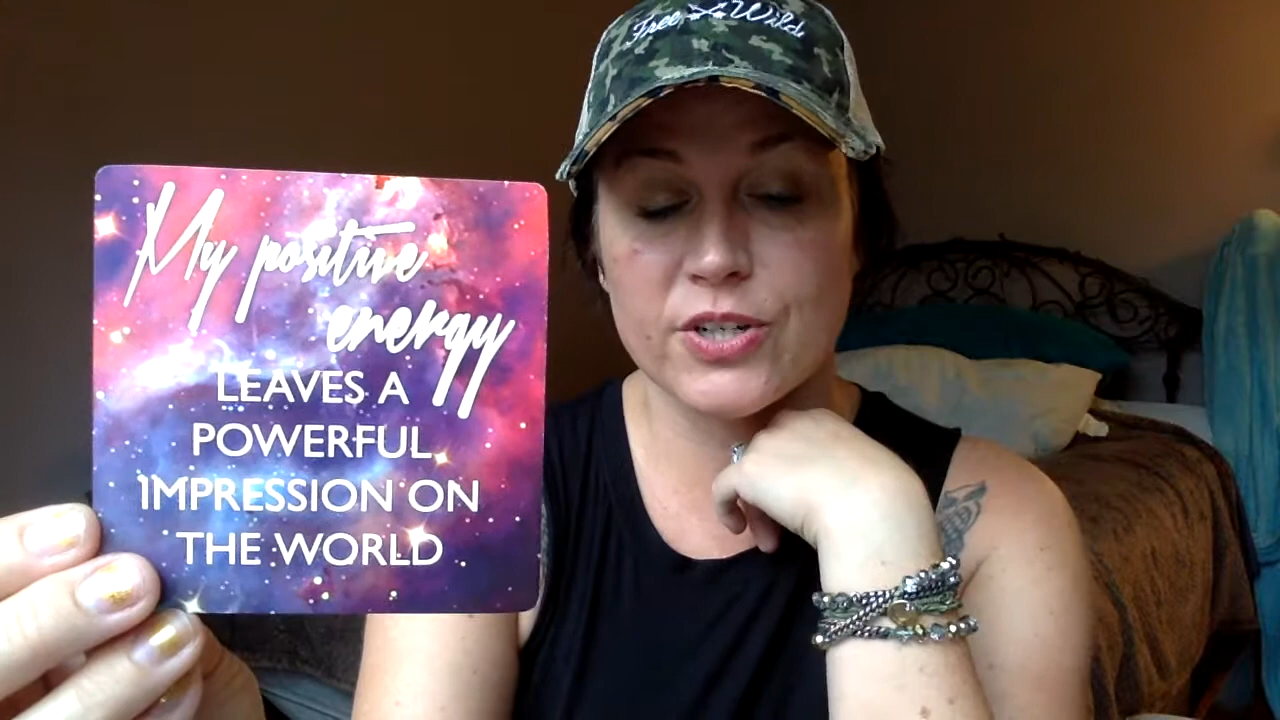 Free Wild
My positive
energy
LEAVES A
POWERFUL
IMPRESSION ON
THE WORLD